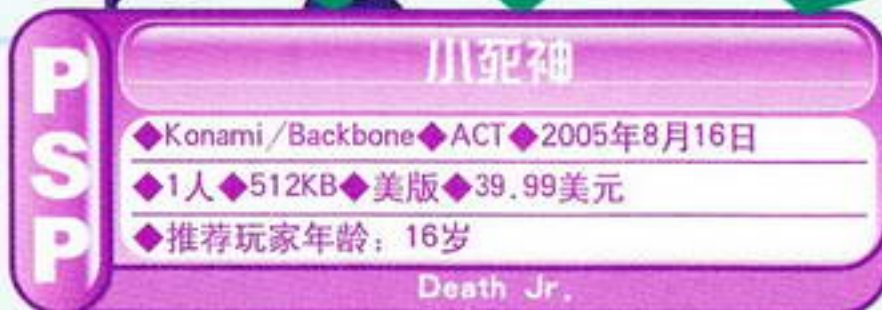 PSP
小死神
◆Konami/Backbone◆ACT◆2005年8月16日
◆1人◆512KB◆美版◆39.99美元
◆推荐玩家年龄：16岁
Death Jr.